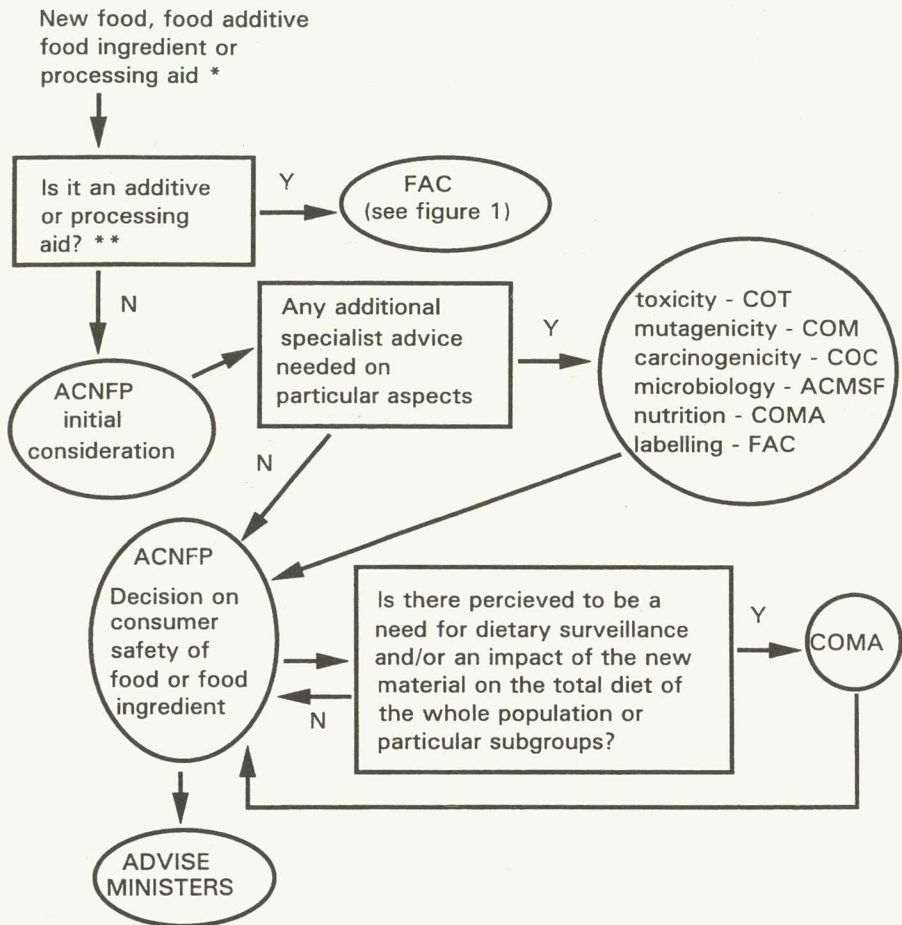 New food, food additive
food ingredient or
processing aid *
Is it an additive
or processing
aid? **
Y
FAC
(see figure 1)
N
Any additional
specialist advice
needed on
particular aspects
Y
toxicity - COT
mutagenicity - COM
carcinogenicity - COC
microbiology - ACMSF
nutrition - COMA
labelling - FAC
ACNFP
initial
consideration
N
ACNFP
Decision on
consumer
safety of
food or food
ingredient
Is there percieved to be a
need for dietary surveillance
and/or an impact of the new
material on the total diet of
the whole population or
particular subgroups?
Y
COMA
N
ADVISE
MINISTERS